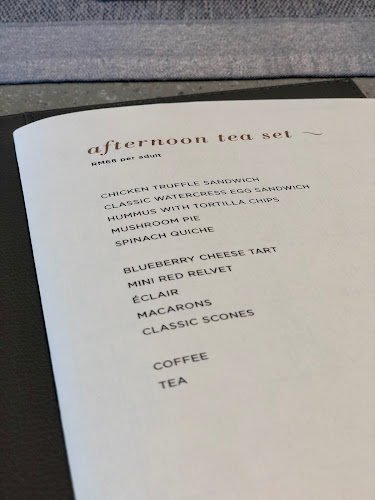 afternoon tea set ~
RM68 per adult
CHICKEN TRUFFLE SANDWICH
CLASSIC WATERCRESS EGG SANDWICH
HUMMUS WITH TORTILLA CHIPS
MUSHROOM PIE
SPINACH QUICHE
BLUEBERRY CHEESE TART
MINI RED RELVET
ÉCLAIR
MACARONS
CLASSIC SCONES
COFFEE
TEA